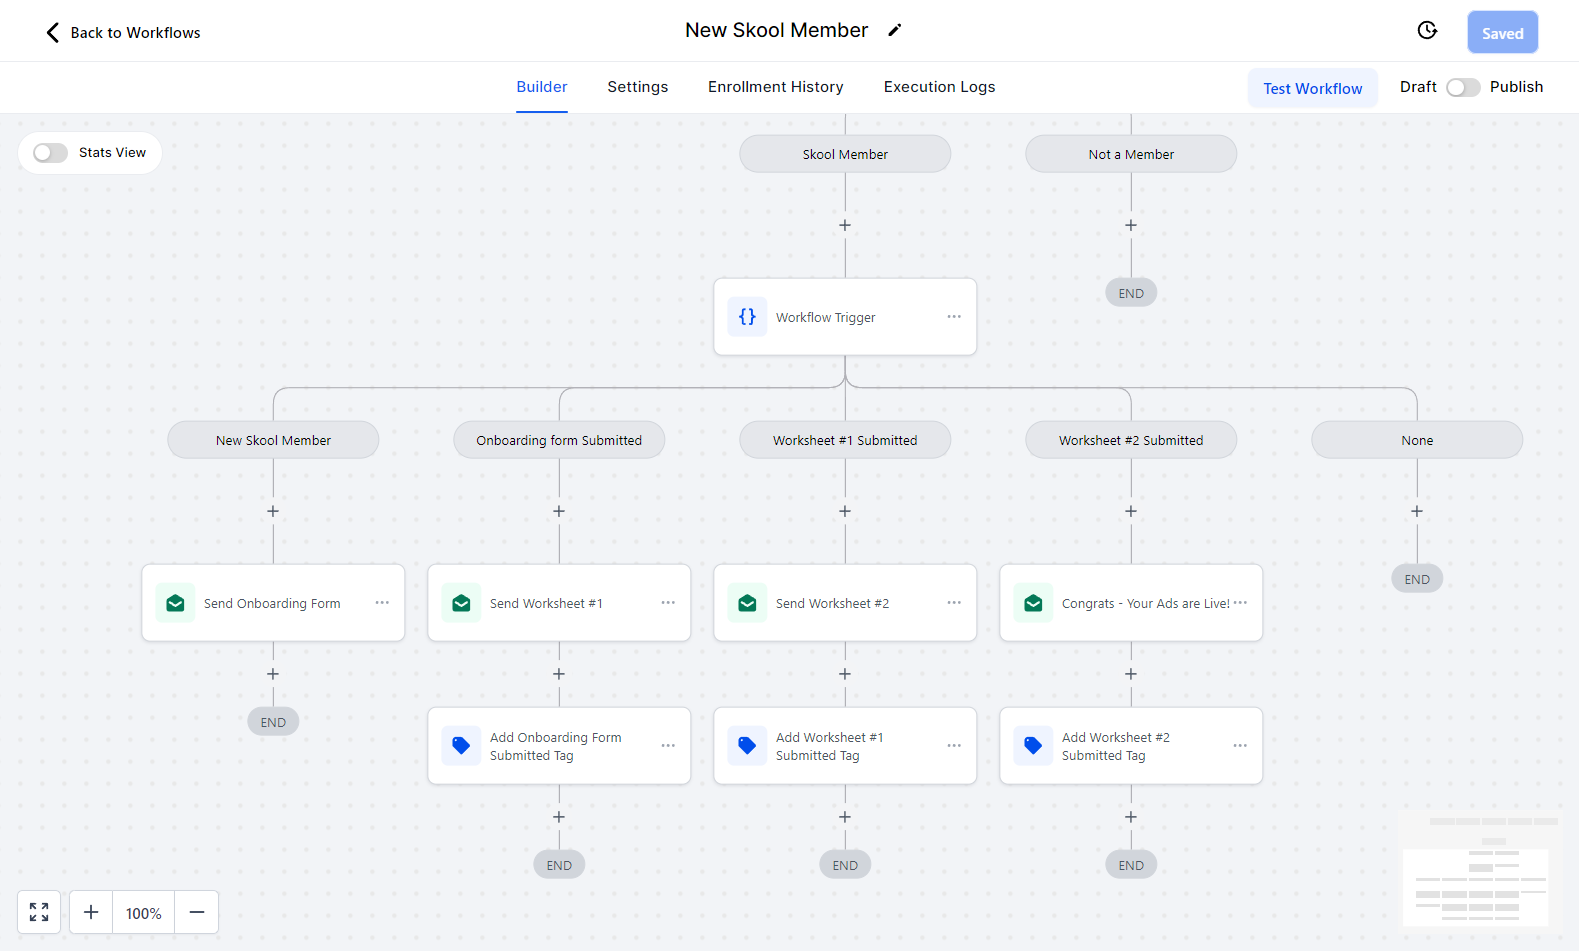 Back to Workflows
New Skool Member
Saved
Builder
Settings
Enrollment History
Execution Logs
Test Workflow
Draft
Publish
Stats View
Skool Member
Not a Member
END
Workflow Trigger
New Skool Member
Onboarding form Submitted
Worksheet #1 Submitted
Worksheet #2 Submitted
None
END
Send Onboarding Form
Send Worksheet #1
Send Worksheet #2
Congrats - Your Ads are Live!
END
Add Onboarding Form
Submitted Tag
Add Worksheet #1
Submitted Tag
Add Worksheet #2
Submitted Tag
END
END
END
100%